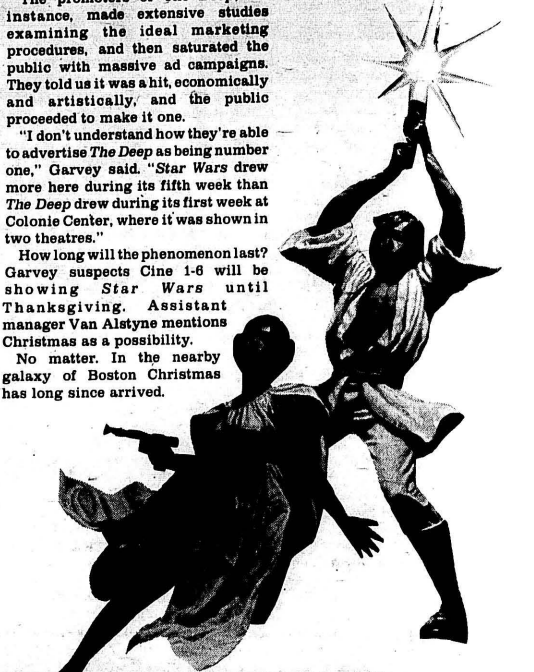 instance, made extensive studies
examining the ideal marketing
procedures, and then saturated the
public with massive ad campaigns.
They told us it was a hit, economically
and artistically, and the public
proceeded to make it one.
"I don't understand how they're able
to advertise The Deep as being number
one," Garvey said. "Star Wars drew
more here during its fifth week than
The Deep drew during its first week at
Colonie Center, where it was shown in
two theatres."
How long will the phenomenon last?
Garvey suspects Cine 1-6 will be
showing Star Wars until
Thanksgiving. Assistant
manager Van Alstyne mentions
Christmas as a possibility.
No matter. In the nearby
galaxy of Boston Christmas
has long since arrived.